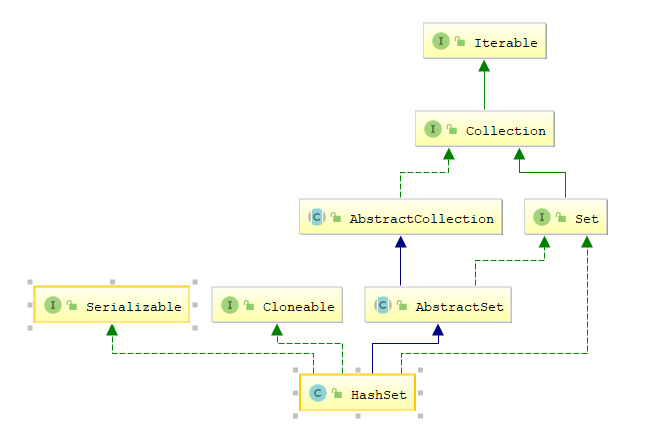 I Iterable
I Collection
C AbstractCollection
I Set
I Serializable
I Cloneable
C AbstractSet
C HashSet